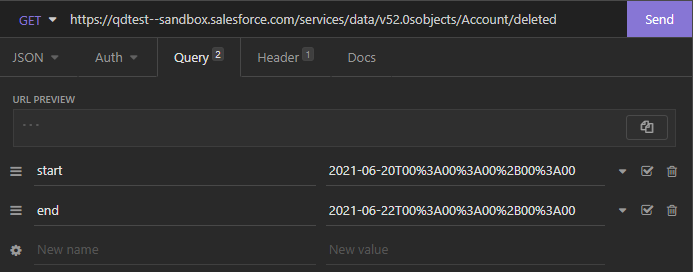 GET https://qdtest--sandbox.salesforce.com/services/data/v52.0sobjects/Account/deleted Send
JSON Auth Query 2 Header 1 Docs
URL PREVIEW
...
start 2021-06-20T00%3A00%3A00%2B00%3A00
end 2021-06-22T00%3A00%3A00%2B00%3A00
New name New value